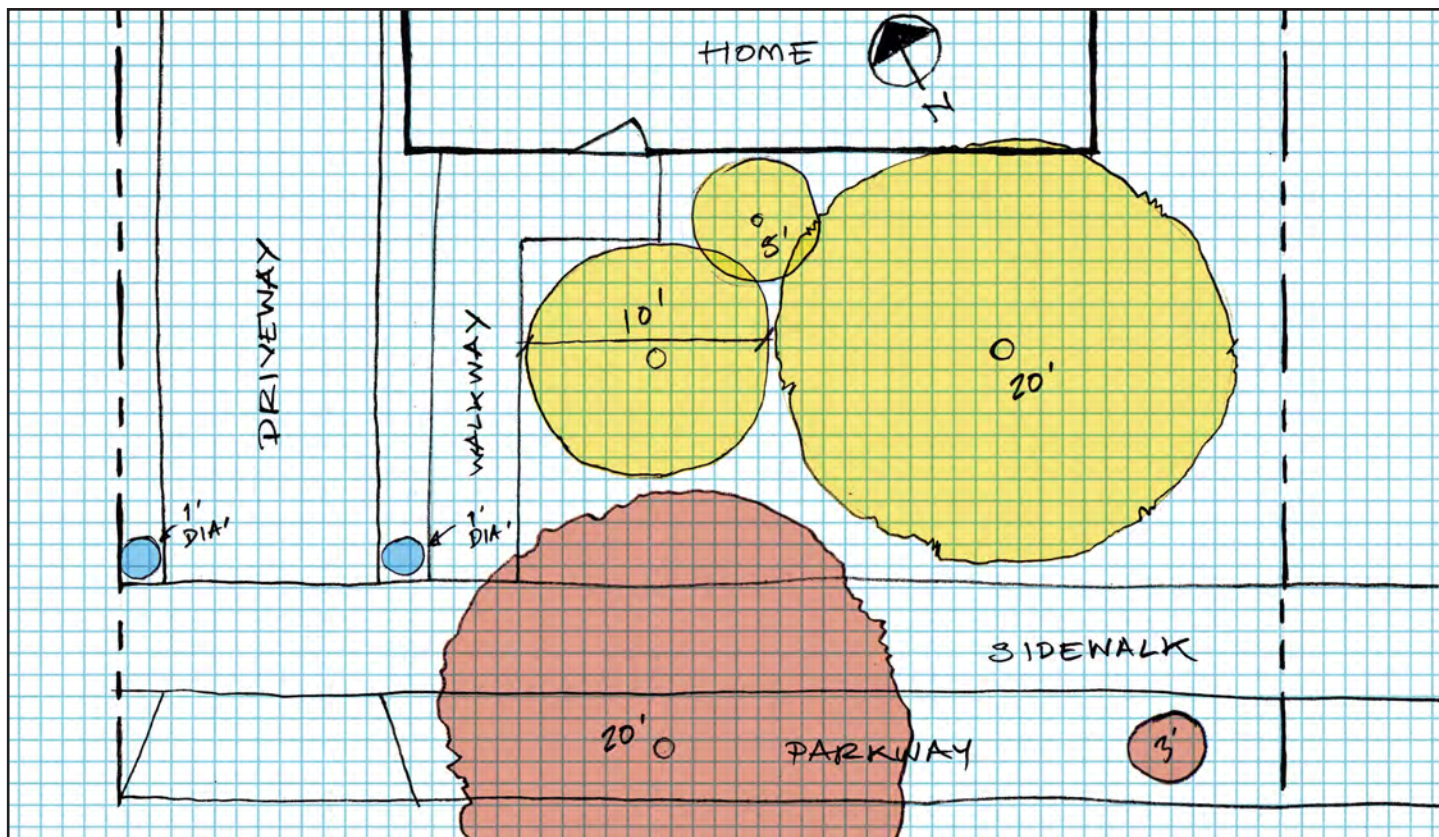 HOME
N
5'
10'
20'
DRIVEWAY
WALKWAY
1'
DIA'
1'
DIA'
SIDEWALK
20'
PARKWAY
3'